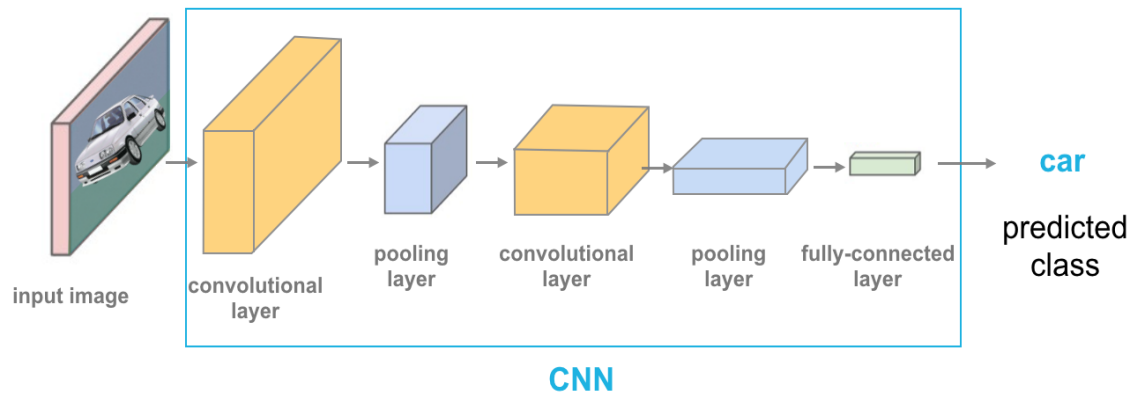 input image
convolutional
layer
pooling
layer
convolutional
layer
pooling
layer
fully-connected
layer
car
predicted
class
CNN